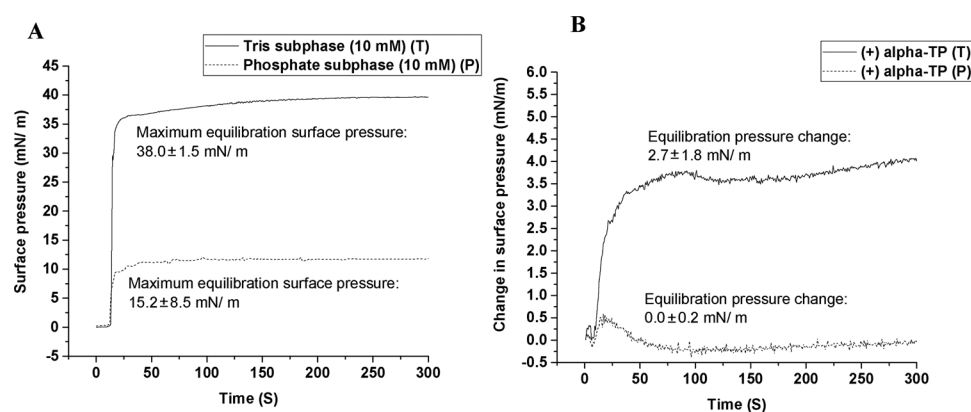 A
Tris subphase (10 mM) (T)
Phosphate subphase (10 mM) (P)
45
40
35
30
25
20
15
10
5
0
5
Surface pressure (mN/ m)
Maximum equilibration surface pressure:
38.0±1.5 mN/ m
Maximum equilibration surface pressure:
15.2±8.5 mN/ m
0
50
100
150
200
250
300
Time (S)
B
(+) alpha-TP (T)
(+) alpha-TP (P)
6.0
5.5
5.0
4.5
4.0
3.5
3.0
2.5
2.0
1.5
1.0
0.5
0.0
-0.5
Change in surface pressure (mN/m)
Equilibration pressure change:
2.7±1.8 mN/ m
Equilibration pressure change:
0.0±0.2 mN/ m
0
50
100
150
200
250
300
Time (S)